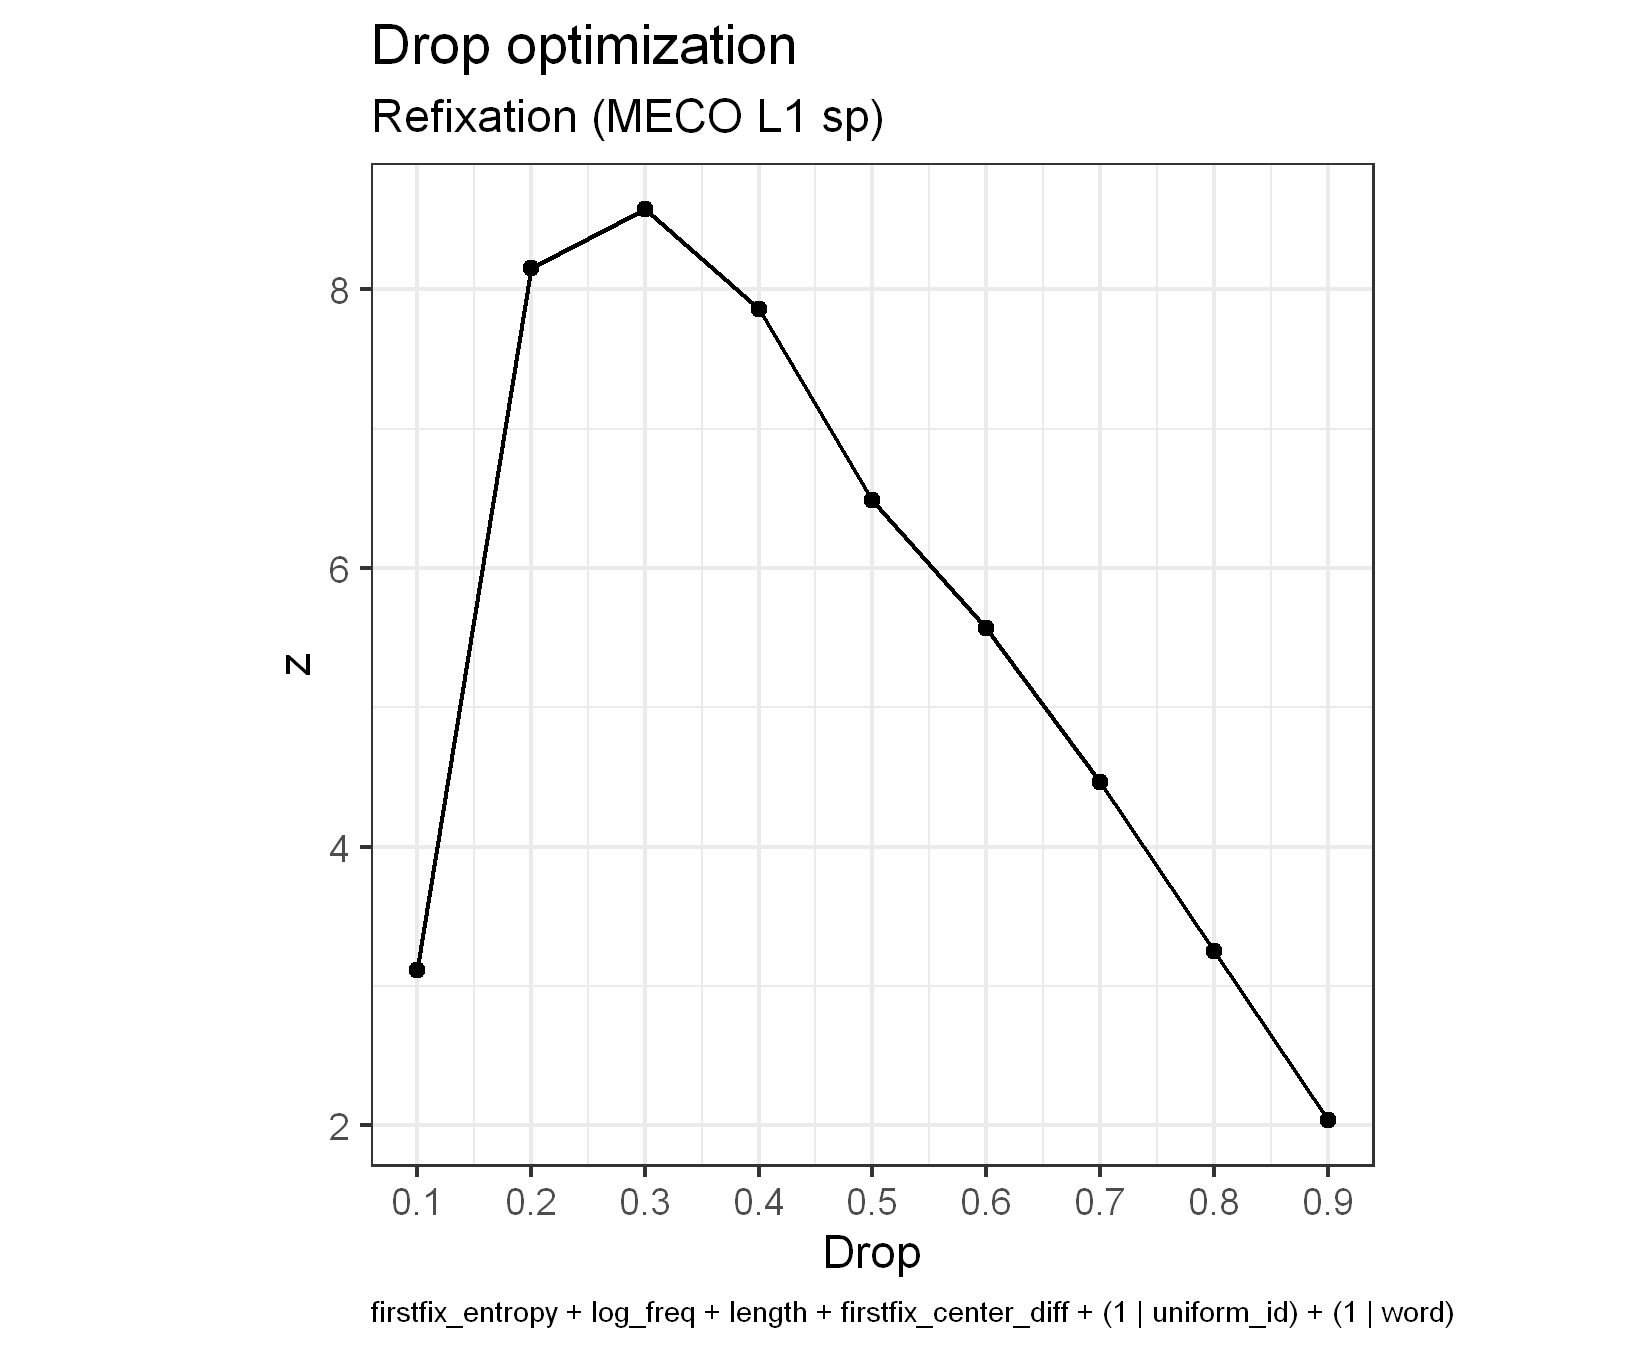 Drop optimization
Refixation (MECO L1 sp)
8
6
4
2
z
0.1 0.2 0.3 0.4 0.5 0.6 0.7 0.8 0.9
Drop
firstfix_entropy + log_freq + length + firstfix_center_diff + (1 | uniform_id) + (1 | word)